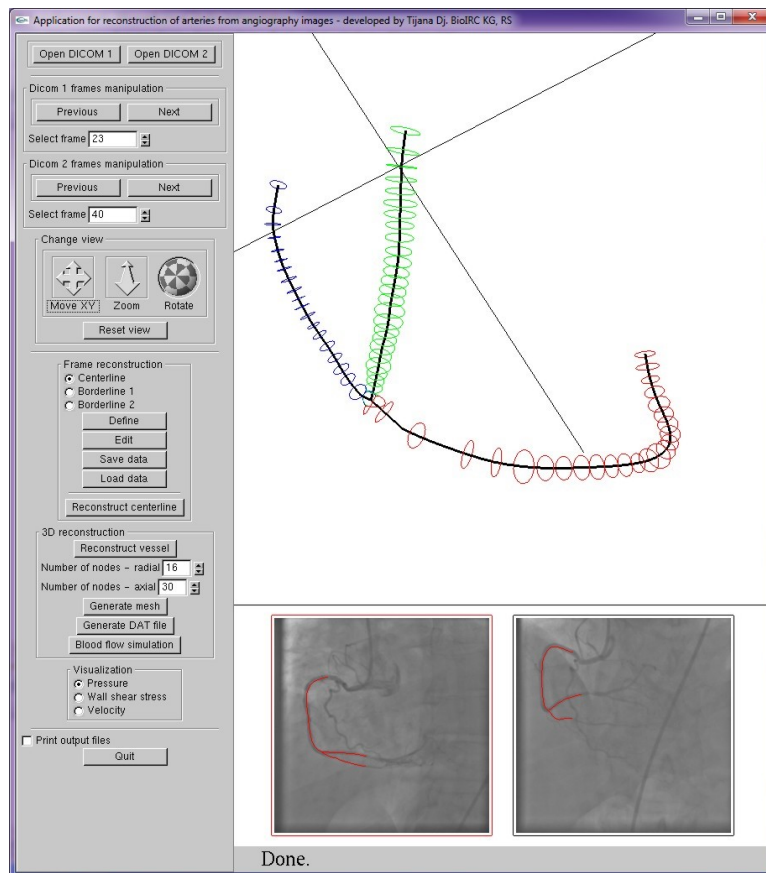 Application for reconstruction of arteries from angiography images - developed by Tijana Dj. BioIRC KG, RS
Open DICOM 1 Open DICOM 2
Dicom 1 frames manipulation
Previous Next
Select frame 23
Dicom 2 frames manipulation
Previous Next
Select frame 40
Change view
Move XY Zoom Rotate
Reset view
Frame reconstruction
Centerline
Borderline 1
Borderline 2
Define
Edit
Save data
Load data
Reconstruct centerline
3D reconstruction
Reconstruct vessel
Number of nodes - radial 16
Number of nodes - axial 30
Generate mesh
Generate DAT file
Blood flow simulation
Visualization
Pressure
Wall shear stress
Velocity
Print output files
Quit
Done.